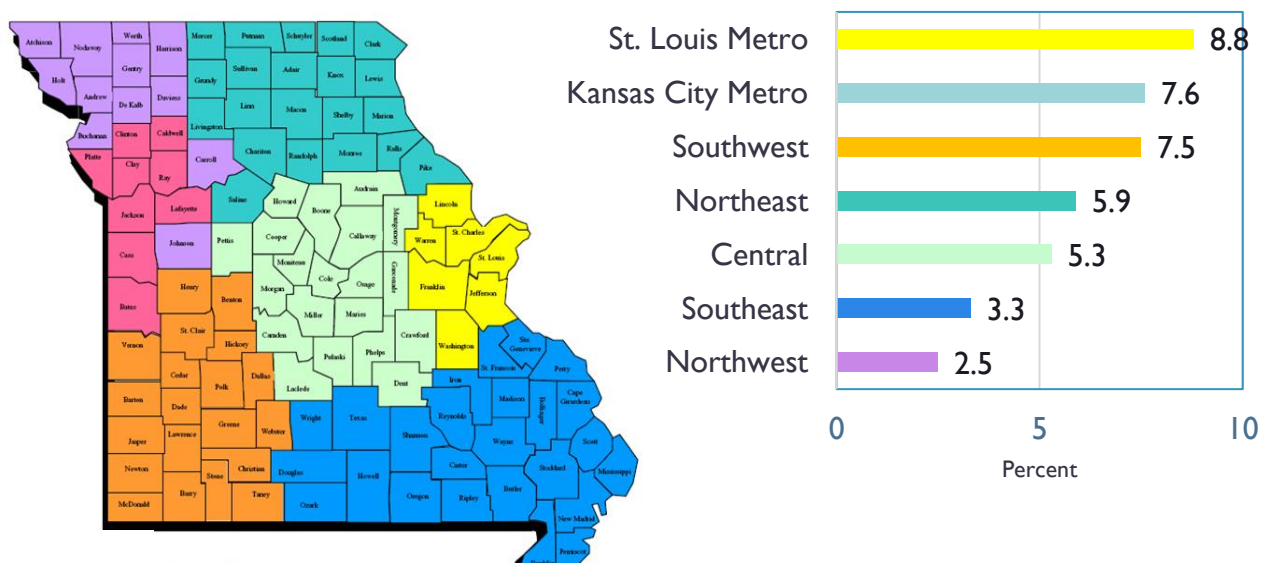 Atchison Nodaway Worth Harrison Mercer Putnam Schuyler Scotland Clark
Holt Gentry Sullivan Adair Knox Lewis
Andrew De Kalb Daviess Grundy Linn Macon Shelby Marion
Buchanan Clinton Caldwell Livingston
Platte Clay Ray Carroll Chariton Randolph Monroe Ralls Pike
Jackson Lafayette Saline Howard Boone Audrain Montgomery Lincoln
Johnson Pettis Cooper Callaway Warren St. Charles
Cass Moniteau Cole Osage Gasconade St. Louis
Bates Henry Benton Morgan Miller Maries Franklin Jefferson
Vernon St. Clair Hickory Camden Pulaski Phelps Crawford Washington Ste Genevieve
Cedar Polk Dallas Laclede Dent Iron St. Francois Perry
Barton Dade Greene Webster Wright Texas Reynolds Madison Bollinger Cape Girardeau
Jasper Lawrence Shannon Wayne Scott
Newton Stone Christian Douglas Howell Carter Stoddard Mississippi
McDonald Barry Taney Ozark Oregon Ripley Butler New Madrid
Pemiscot
St. Louis Metro 8.8
Kansas City Metro 7.6
Southwest 7.5
Northeast 5.9
Central 5.3
Southeast 3.3
Northwest 2.5
0 5 10
Percent